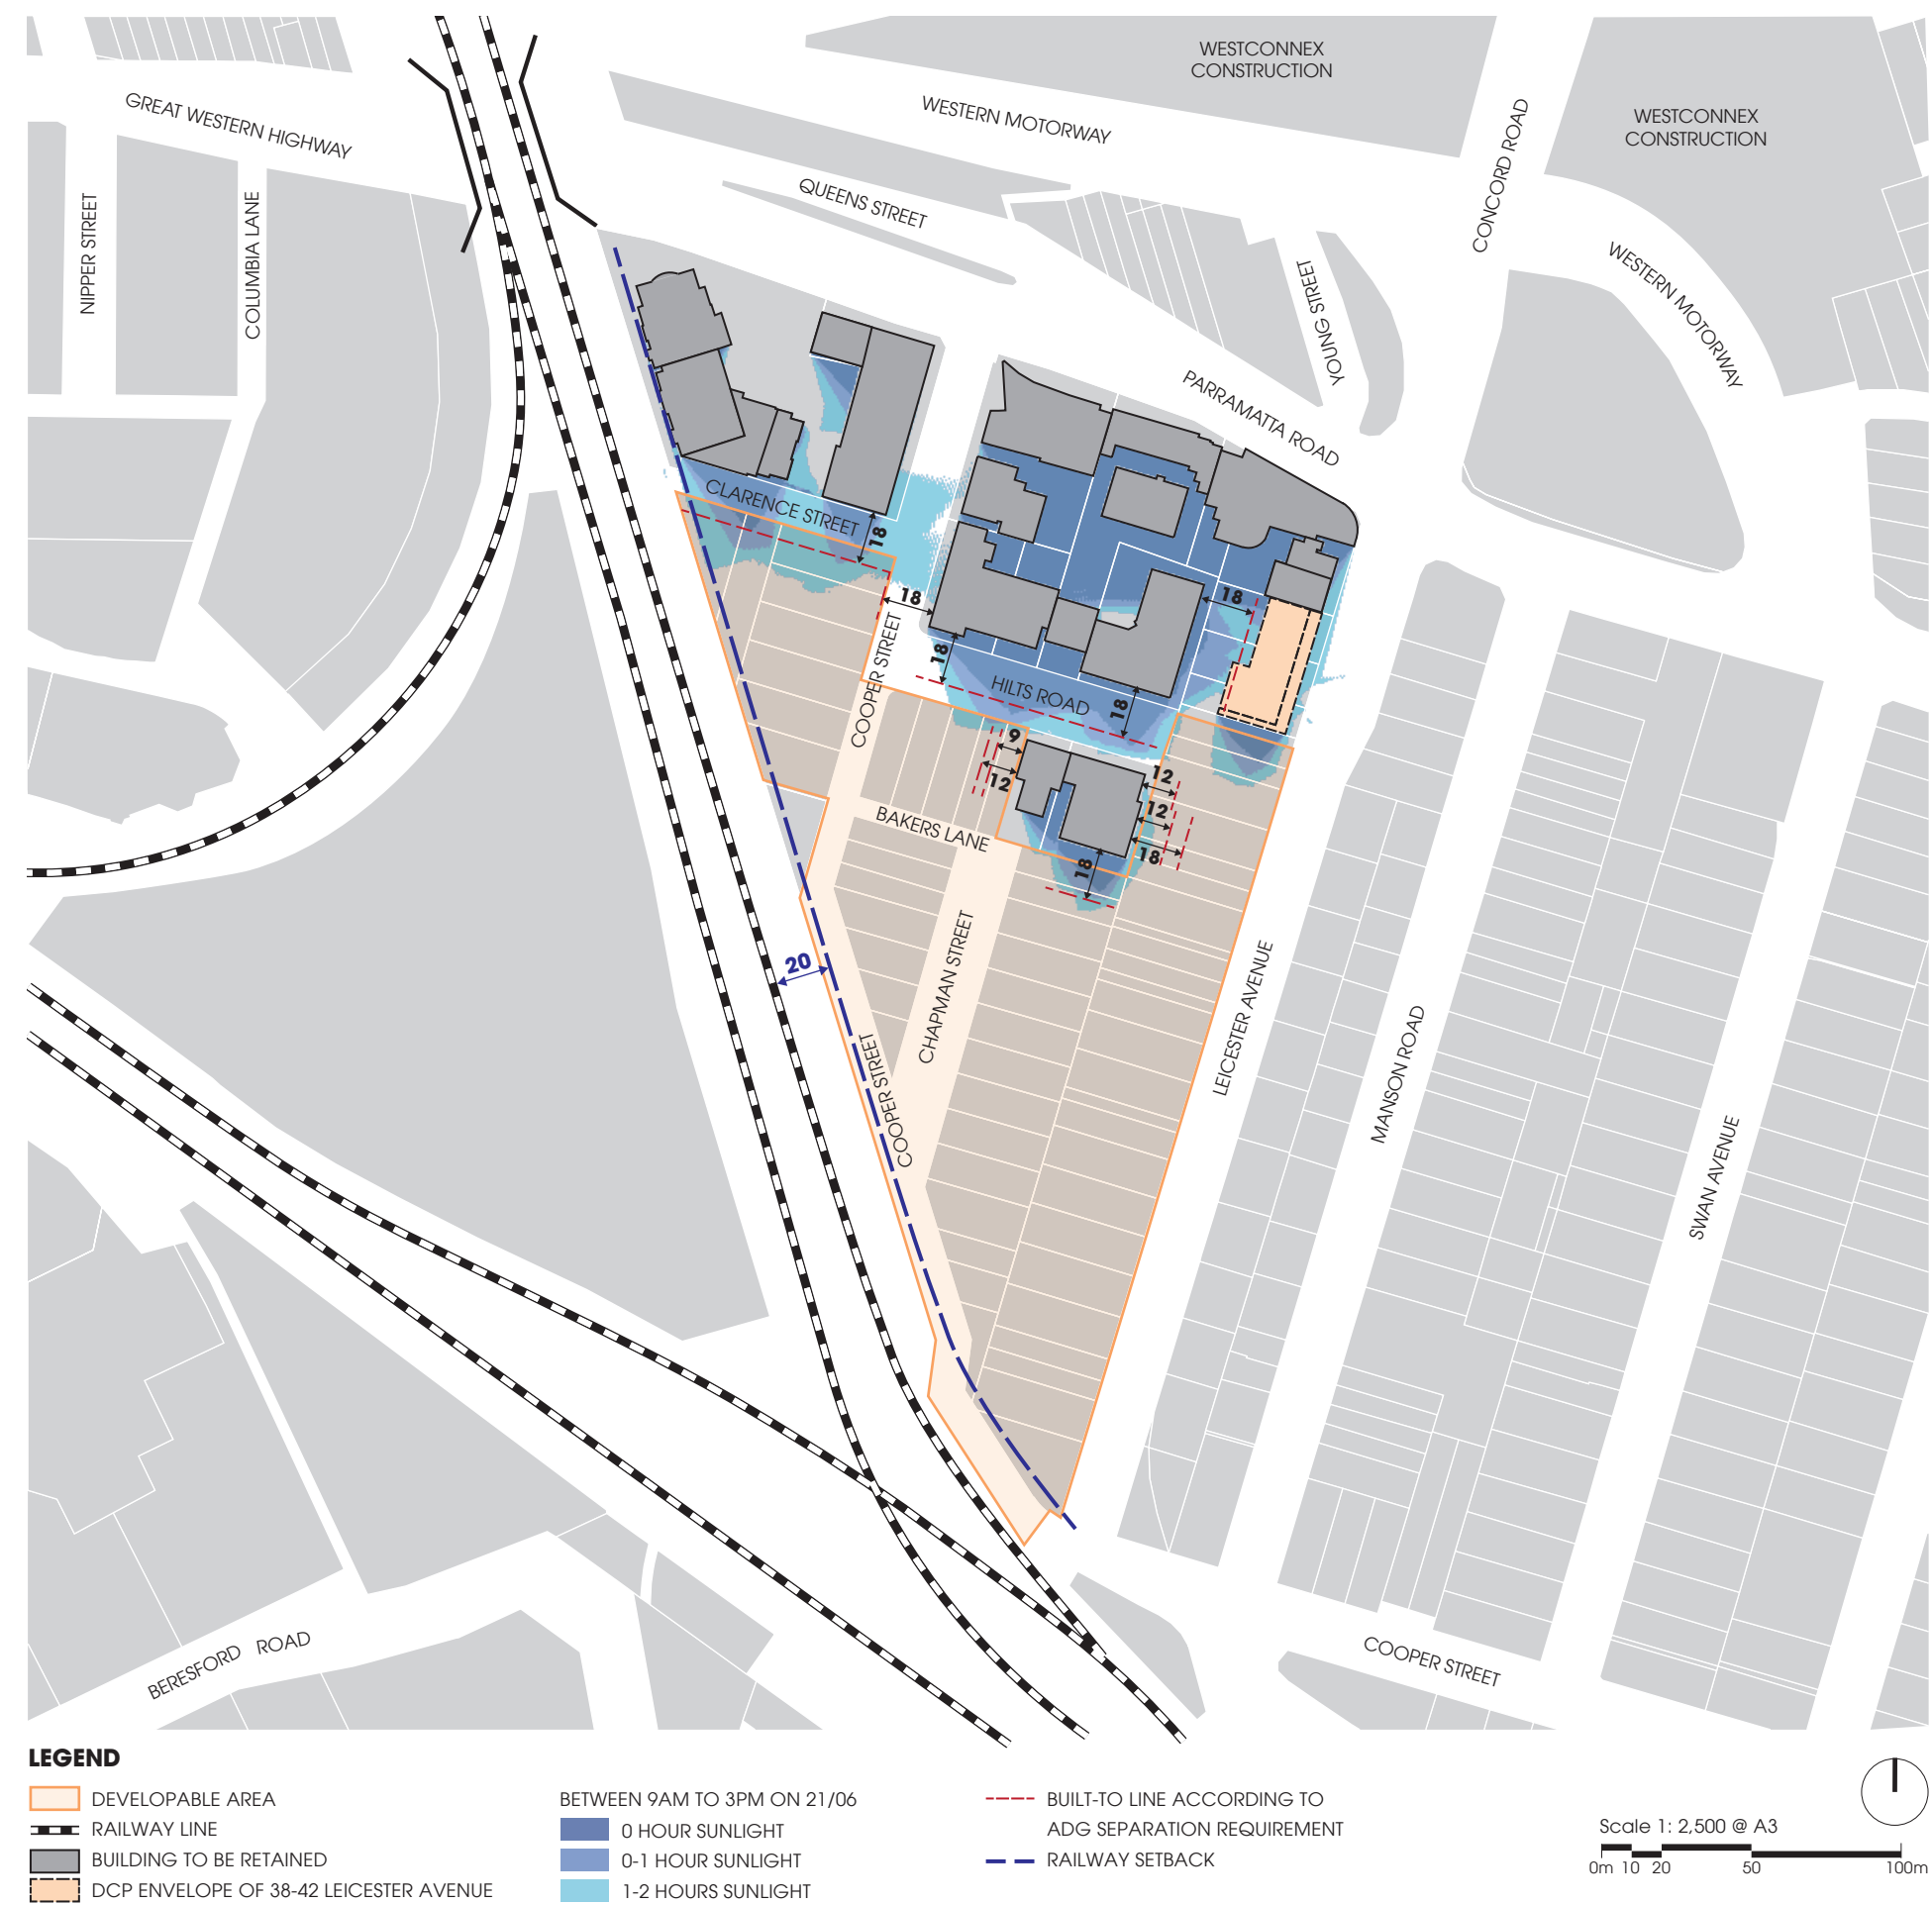 WESTCONNEX
CONSTRUCTION
WESTCONNEX
CONSTRUCTION
GREAT WESTERN HIGHWAY
WESTERN MOTORWAY
CONCORD ROAD
NIPPER STREET
COLUMBIA LANE
QUEENS STREET
YOUNG STREET
WESTERN MOTORWAY
PARRAMATTA ROAD
CLARENCE STREET
18
18
18
COOPER STREET
18
HILTS ROAD
18
9
12
12
12
18
BAKERS LANE
18
20
CHAPMAN STREET
COOPER STREET
LEICESTER AVENUE
MANSON ROAD
SWAN AVENUE
BERESFORD ROAD
COOPER STREET
LEGEND
DEVELOPABLE AREA
RAILWAY LINE
BUILDING TO BE RETAINED
DCP ENVELOPE OF 38-42 LEICESTER AVENUE
BETWEEN 9AM TO 3PM ON 21/06
0 HOUR SUNLIGHT
0-1 HOUR SUNLIGHT
1-2 HOURS SUNLIGHT
BUILT-TO LINE ACCORDING TO
ADG SEPARATION REQUIREMENT
RAILWAY SETBACK
Scale 1: 2,500 @ A3
0m 10 20 50 100m